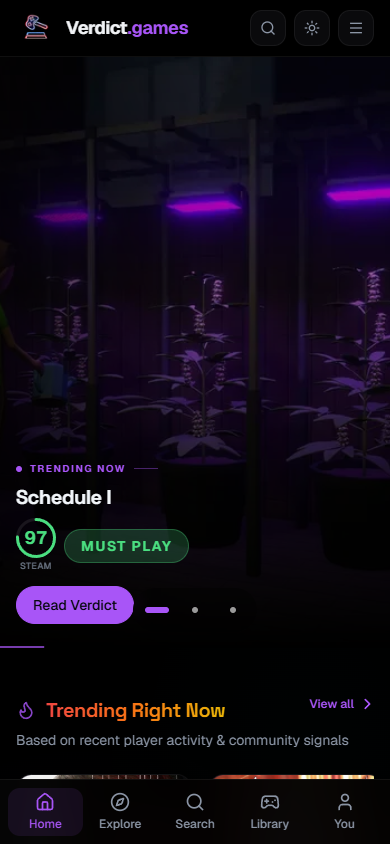 Verdict.games
TRENDING NOW
Schedule I
97
MUST PLAY
STEAM
Read Verdict
Trending Right Now
View all
Based on recent player activity & community signals
Home
Explore
Search
Library
You